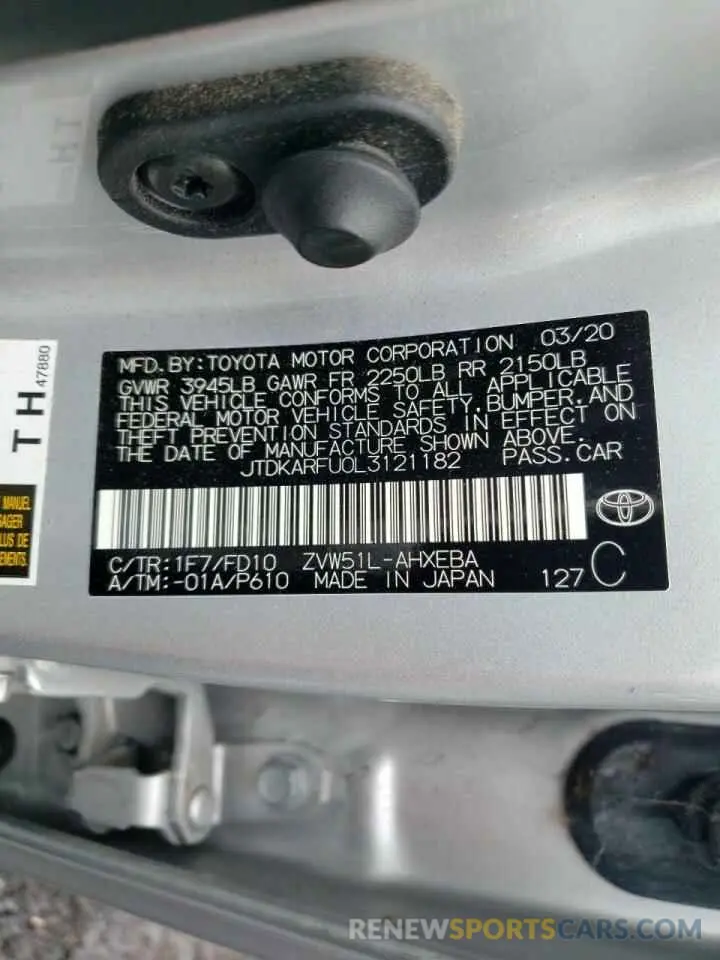 MFD. BY: TOYOTA MOTOR CORPORATION 03/20
GVWR 3945LB GAWR FR 2250LB RR 2150LB
THIS VEHICLE CONFORMS TO ALL APPLICABLE
FEDERAL MOTOR VEHICLE SAFETY, BUMPER, AND
THEFT PREVENTION STANDARDS IN EFFECT ON
THE DATE OF MANUFACTURE SHOWN ABOVE.
JTDKARFU0L3121182 PASS. CAR
C/TR: 1F7/FD10 ZVW51L-AHXEBA
A/TM: -01A/P610 MADE IN JAPAN 127 C
TH 47880
MANUEL
PLUS DE
RENEWSPORTSCARS.COM